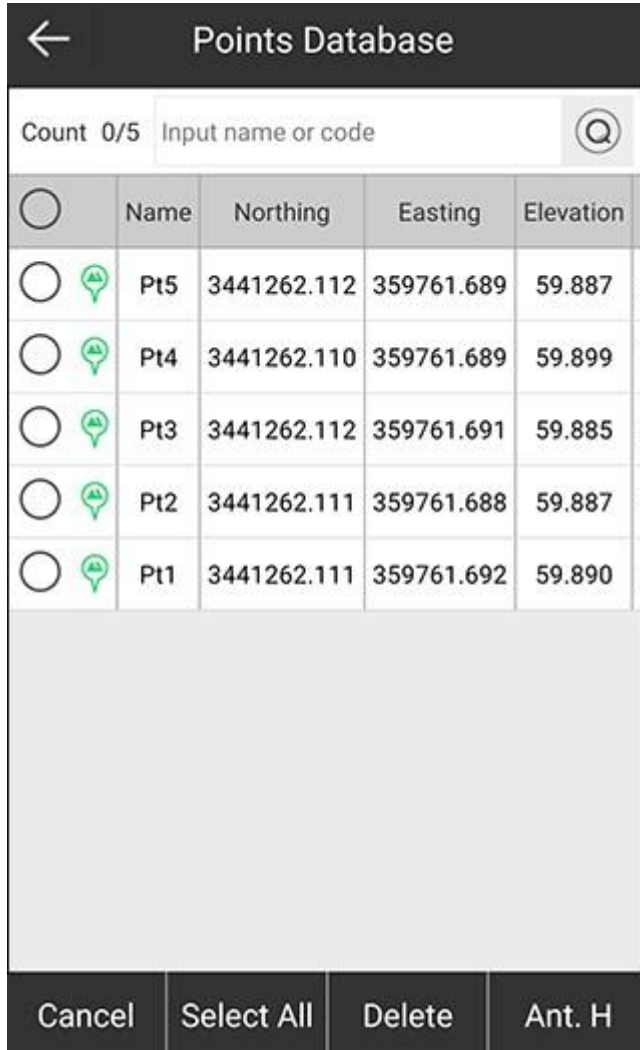 Points Database
Count 0/5 Input name or code
Name Northing Easting Elevation
Pt5 3441262.112 359761.689 59.887
Pt4 3441262.110 359761.689 59.899
Pt3 3441262.112 359761.691 59.885
Pt2 3441262.111 359761.688 59.887
Pt1 3441262.111 359761.692 59.890
Cancel Select All Delete Ant. H